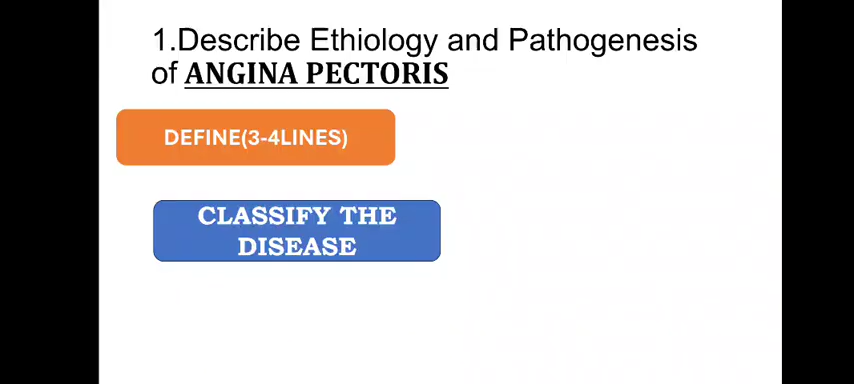 1.Describe Ethiology and Pathogenesis
of ANGINA PECTORIS
DEFINE(3-4LINES)
CLASSIFY THE
DISEASE